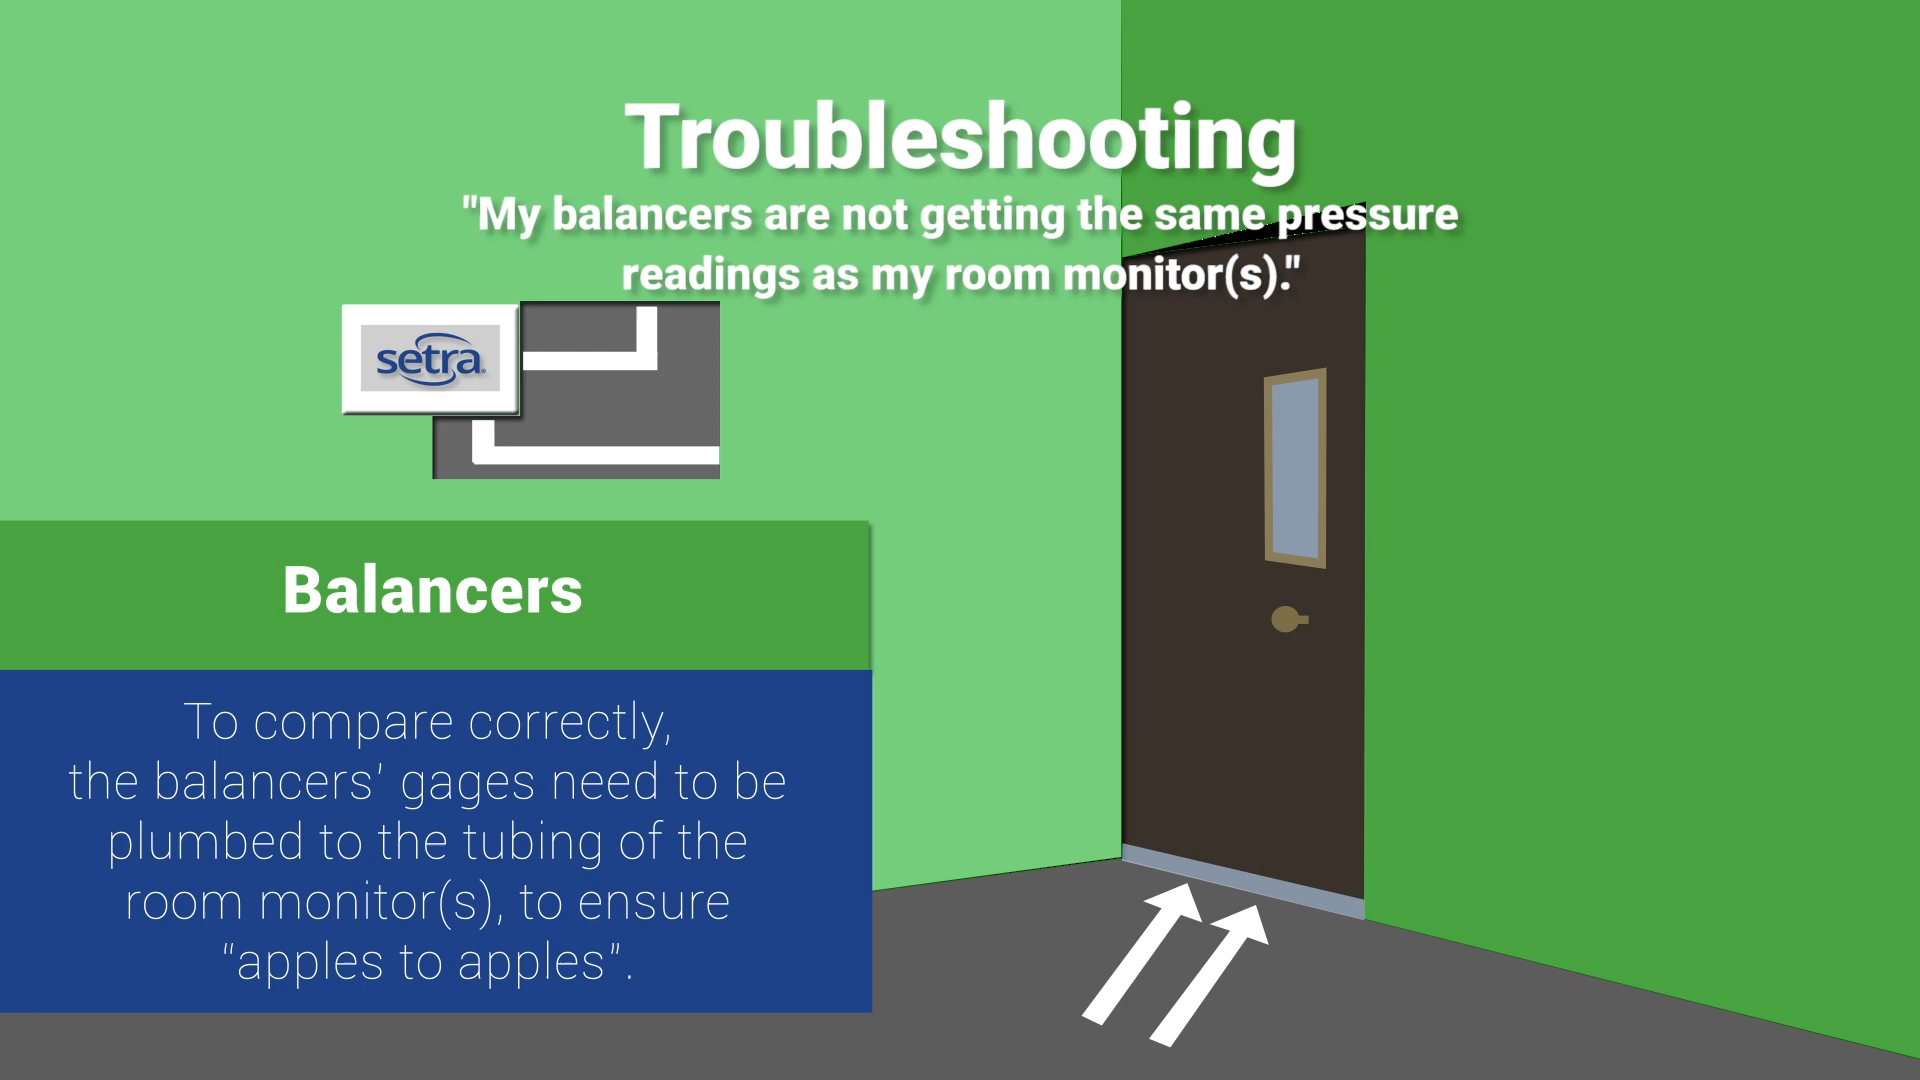 Troubleshooting
"My balancers are not getting the same pressure
readings as my room monitor(s)."
setra
Balancers
To compare correctly,
the balancers' gages need to be
plumbed to the tubing of the
room monitor(s), to ensure
“apples to apples”.